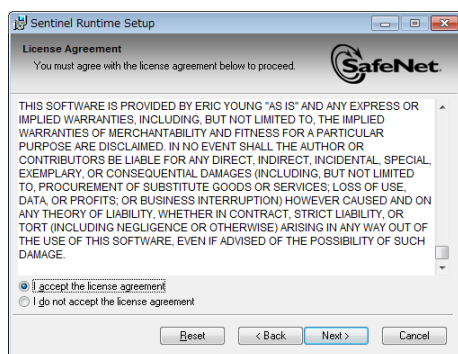 Sentinel Runtime Setup
License Agreement
You must agree with the license agreement below to proceed.
SafeNet.
THIS SOFTWARE IS PROVIDED BY ERIC YOUNG "AS IS" AND ANY EXPRESS OR
IMPLIED WARRANTIES, INCLUDING, BUT NOT LIMITED TO, THE IMPLIED
WARRANTIES OF MERCHANTABILITY AND FITNESS FOR A PARTICULAR
PURPOSE ARE DISCLAIMED. IN NO EVENT SHALL THE AUTHOR OR
CONTRIBUTORS BE LIABLE FOR ANY DIRECT, INDIRECT, INCIDENTAL, SPECIAL,
EXEMPLARY, OR CONSEQUENTIAL DAMAGES (INCLUDING, BUT NOT LIMITED
TO, PROCUREMENT OF SUBSTITUTE GOODS OR SERVICES; LOSS OF USE,
DATA, OR PROFITS; OR BUSINESS INTERRUPTION) HOWEVER CAUSED AND ON
ANY THEORY OF LIABILITY, WHETHER IN CONTRACT, STRICT LIABILITY, OR
TORT (INCLUDING NEGLIGENCE OR OTHERWISE) ARISING IN ANY WAY OUT OF
THE USE OF THIS SOFTWARE, EVEN IF ADVISED OF THE POSSIBILITY OF SUCH
DAMAGE.
I accept the license agreement
I do not accept the license agreement
Reset
< Back
Next >
Cancel